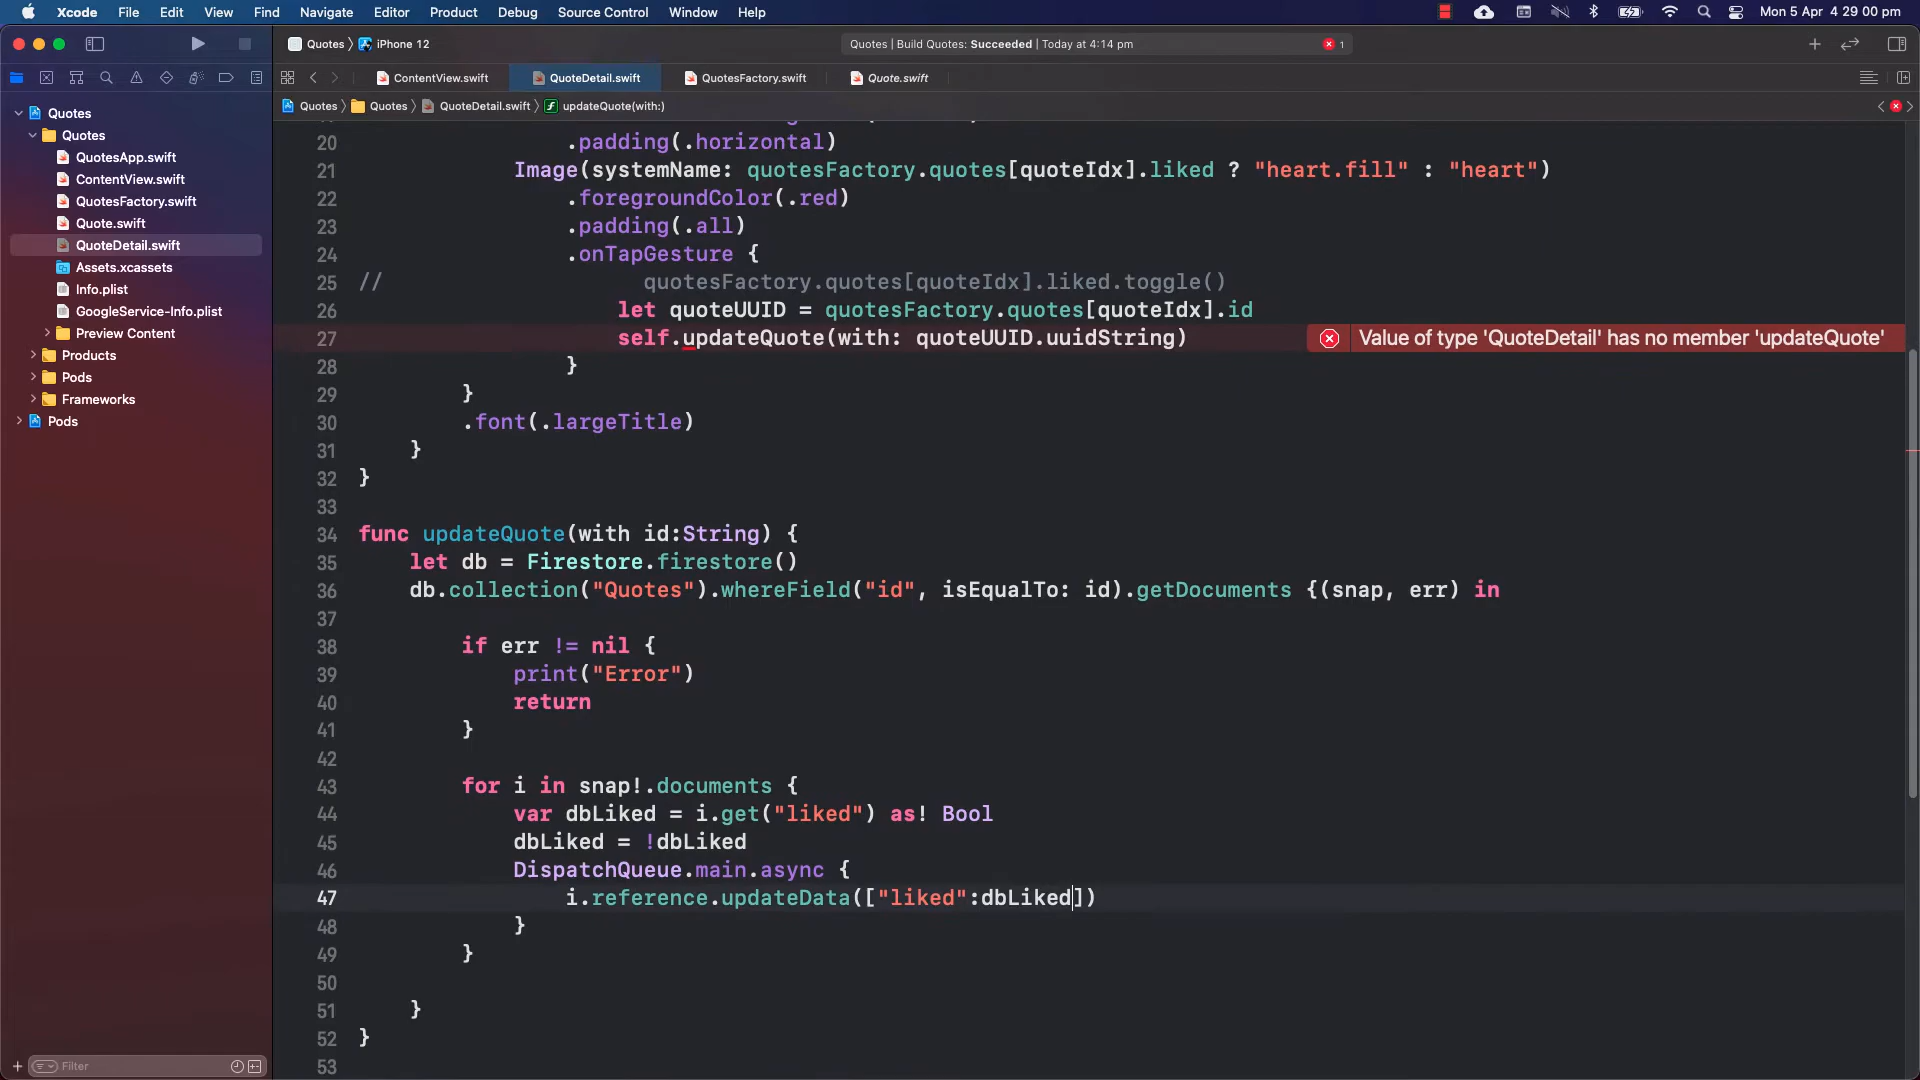 Xcode File Edit View Find Navigate Editor Product Debug Source Control Window Help Mon 5 Apr 4 29 00 pm
Quotes iPhone 12 Quotes | Build Quotes: Succeeded | Today at 4:14 pm 1
ContentView.swift QuoteDetail.swift QuotesFactory.swift Quote.swift
Quotes Quotes QuoteDetail.swift updateQuote(with:)
Quotes
Quotes
QuotesApp.swift
ContentView.swift
QuotesFactory.swift
Quote.swift
QuoteDetail.swift
Assets.xcassets
Info.plist
GoogleService-Info.plist
Preview Content
Products
Pods
Frameworks
Pods
Filter
20 .padding(.horizontal)
21 Image(systemName: quotesFactory.quotes[quoteIdx].liked ? "heart.fill" : "heart")
22 .foregroundColor(.red)
23 .padding(.all)
24 .onTapGesture {
25 // quotesFactory.quotes[quoteIdx].liked.toggle()
26 let quoteUUID = quotesFactory.quotes[quoteIdx].id
27 self.updateQuote(with: quoteUUID.uuidString) Value of type 'QuoteDetail' has no member 'updateQuote'
28 }
29 }
30 .font(.largeTitle)
31 }
32 }
33
34 func updateQuote(with id:String) {
35 let db = Firestore.firestore()
36 db.collection("Quotes").whereField("id", isEqualTo: id).getDocuments {(snap, err) in
37
38 if err != nil {
39 print("Error")
40 return
41 }
42
43 for i in snap!.documents {
44 var dbLiked = i.get("liked") as! Bool
45 dbLiked = !dbLiked
46 DispatchQueue.main.async {
47 i.reference.updateData(["liked":dbLiked])
48 }
49 }
50
51 }
52 }
53